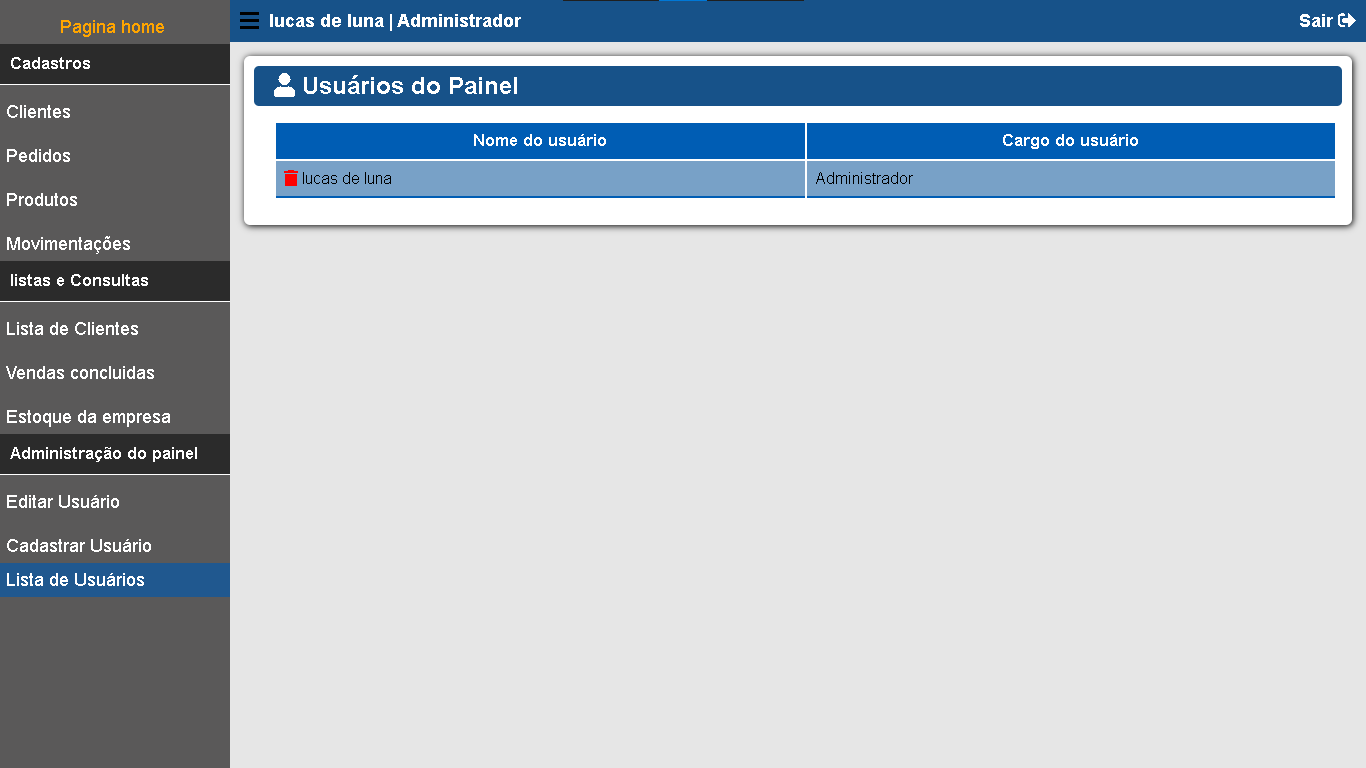 Pagina home
Cadastros
Clientes
Pedidos
Produtos
Movimentações
listas e Consultas
Lista de Clientes
Vendas concluidas
Estoque da empresa
Administração do painel
Editar Usuário
Cadastrar Usuário
Lista de Usuários
lucas de luna | Administrador
Sair
Usuários do Painel
Nome do usuário Cargo do usuário
lucas de luna Administrador